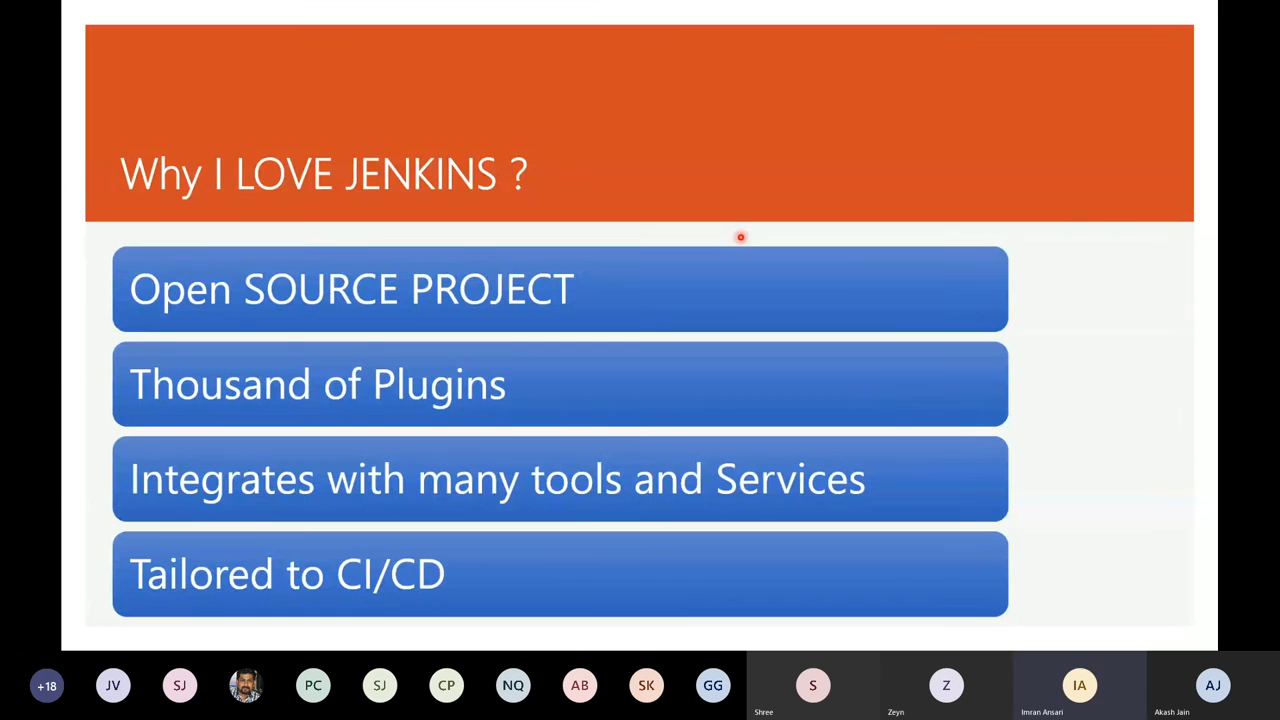 Why I LOVE JENKINS ?
Open SOURCE PROJECT
Thousand of Plugins
Integrates with many tools and Services
Tailored to CI/CD
+18
JV
SJ
PC
SJ
CP
NQ
AB
SK
GG
S
Shree
Z
Zeyn
IA
Imran Ansari
AJ
Akash Jain